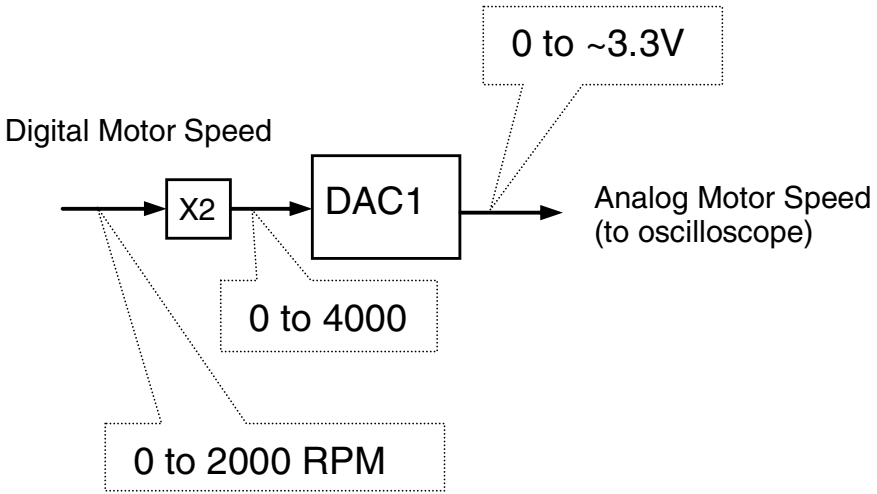 0 to ~3.3V
Digital Motor Speed
X2
DAC1
Analog Motor Speed
(to oscilloscope)
0 to 4000
0 to 2000 RPM